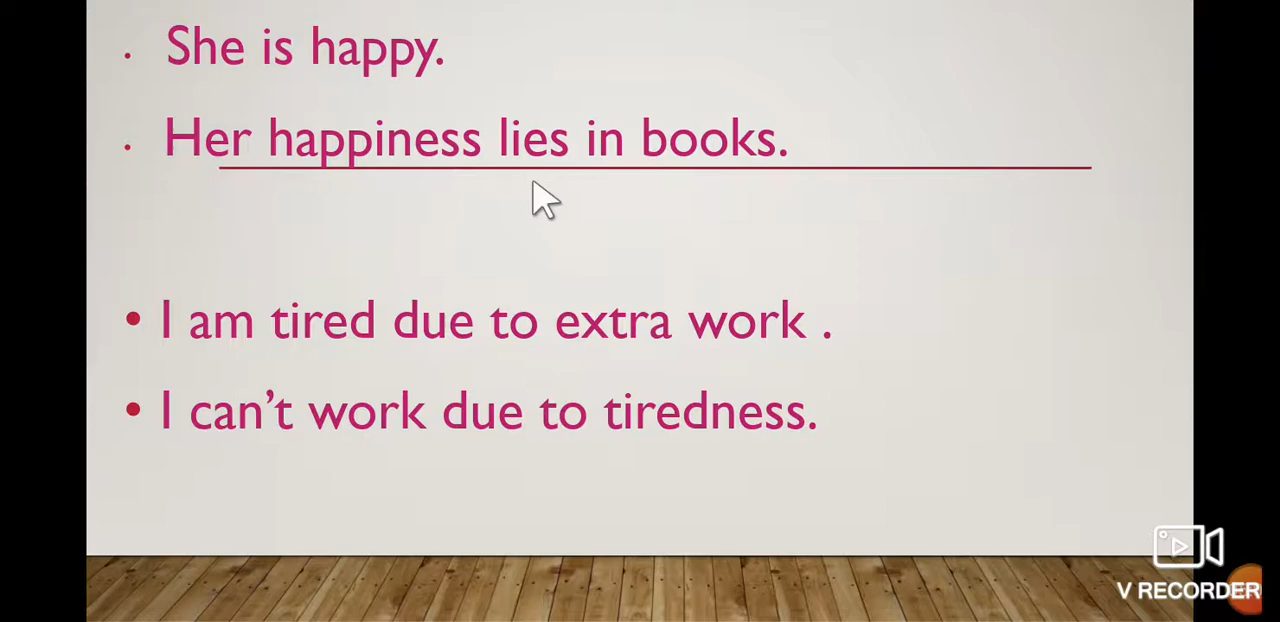 . She is happy.
. Her happiness lies in books.
• I am tired due to extra work .
• I can’t work due to tiredness.
V RECORDER